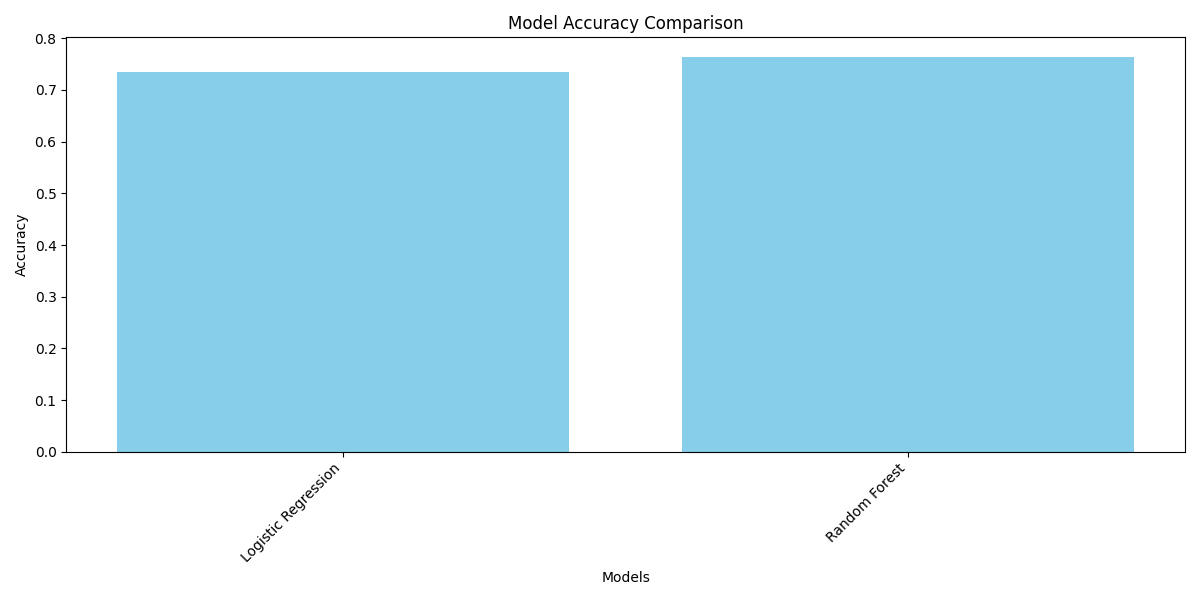 Model Accuracy Comparison
0.8
0.7
0.6
0.5
0.4
0.3
0.2
0.1
0.0
Accuracy
Logistic Regression
Random Forest
Models